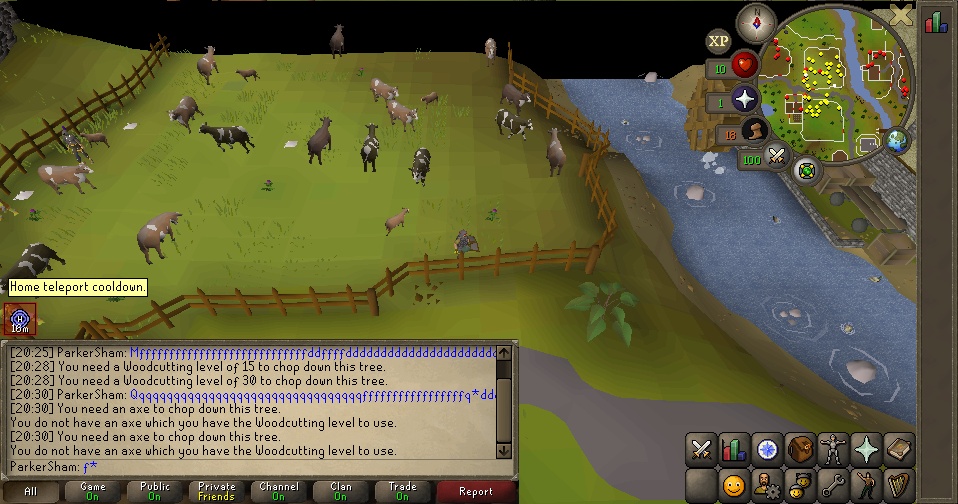 N
XP
10
1
18
100
Home teleport cooldown.
16m
[20:25] ParkerSham:
[20:28] You need a Woodcutting level of 15 to chop down this tree.
[20:28] You need a Woodcutting level of 30 to chop down this tree.
[20:30] ParkerSham:
[20:30] You need an axe to chop down this tree.
You do not have an axe which you have the Woodcutting level to use.
[20:30] You need an axe to chop down this tree.
You do not have an axe which you have the Woodcutting level to use.
ParkerSham: f*
All
Game
On
Public
On
Private
Friends
Channel
On
Clan
On
Trade
On
Report